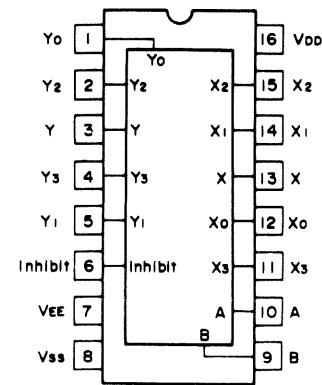 Y0 1 16 VDD
Y0
Y2 2 Y2 X2 15 X2
Y 3 Y X1 14 X1
Y3 4 Y3 X 13 X
Y1 5 Y1 X0 12 X0
Inhibit 6 Inhibit X3 11 X3
VEE 7 A 10 A
B
VSS 8 9 B